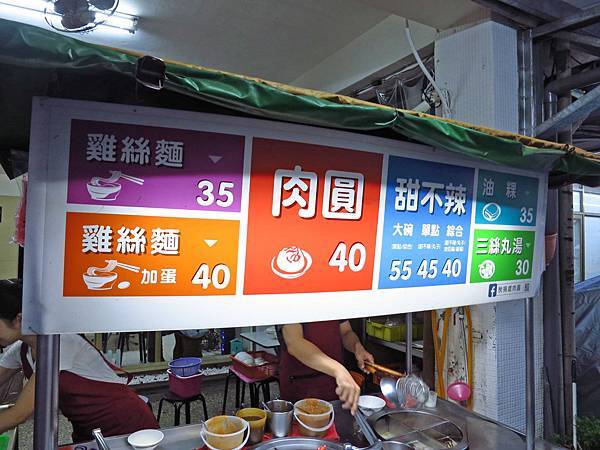 雞絲麵
35
雞絲麵
加蛋 40
肉圓
40
甜不辣
大碗 單點 綜合
55 45 40
油粿
35
三絲丸湯
30